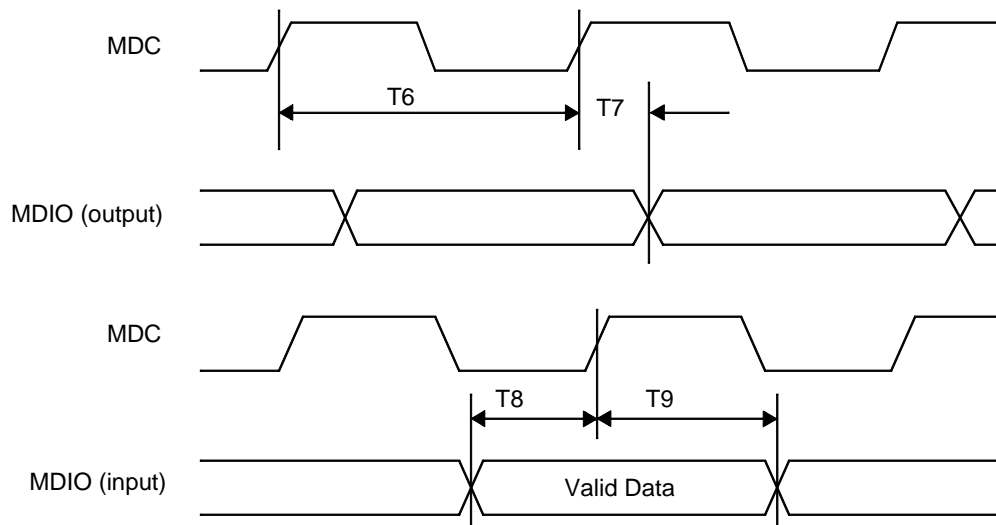 MDC
T6
T7
MDIO (output)
MDC
T8
T9
MDIO (input)
Valid Data